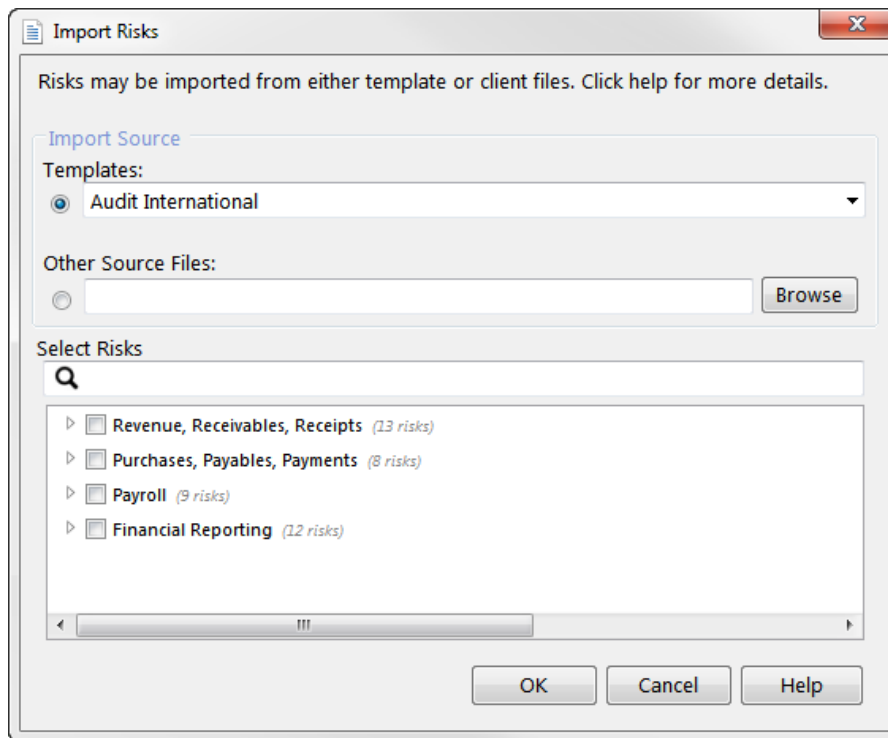 Import Risks
Risks may be imported from either template or client files. Click help for more details.
Import Source
Templates:
Audit International
Other Source Files:
Browse
Select Risks
Revenue, Receivables, Receipts (13 risks)
Purchases, Payables, Payments (8 risks)
Payroll (9 risks)
Financial Reporting (12 risks)
OK Cancel Help